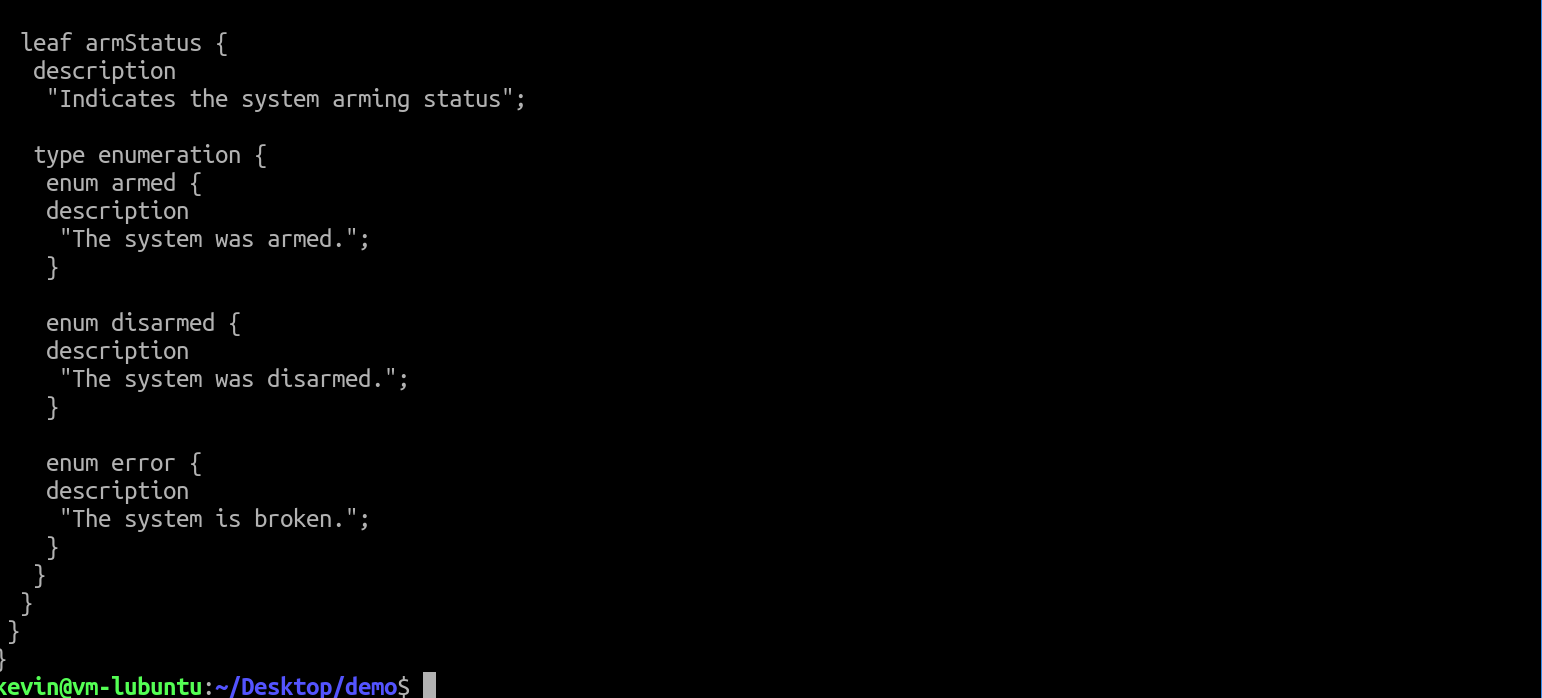 leaf armStatus {
description
"Indicates the system arming status";
type enumeration {
enum armed {
description
"The system was armed.";
}
enum disarmed {
description
"The system was disarmed.";
}
enum error {
description
"The system is broken.";
}
}
}
}
}
kevin@vm-lubuntu:~/Desktop/demo$